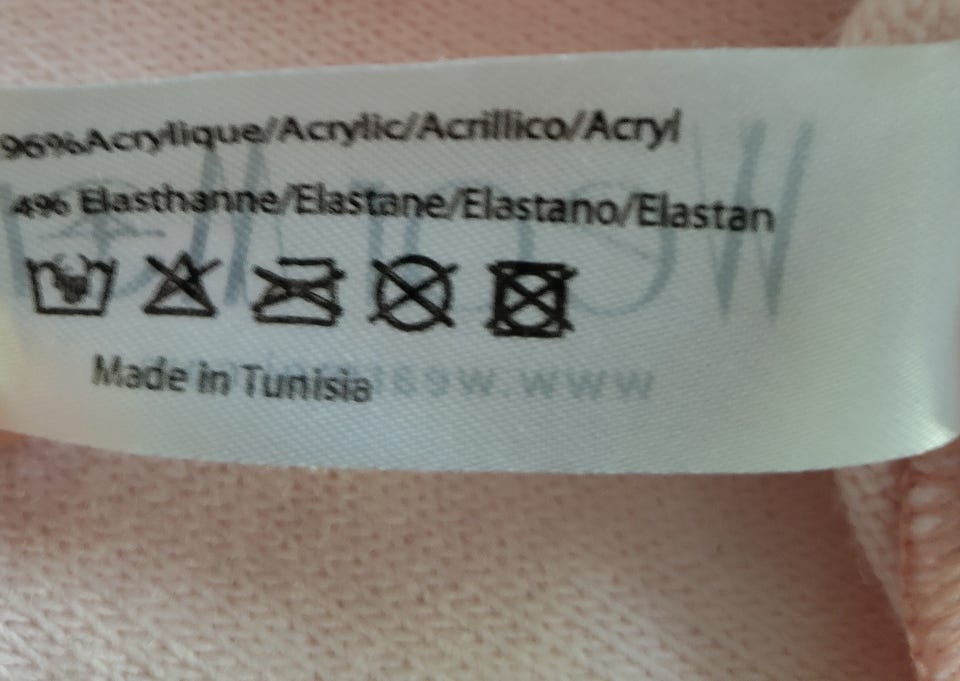 96%Acrylique/Acrylic/Acrillico/Acryl
4% Elasthanne/Elastane/Elastano/Elastan
Made in Tunisia